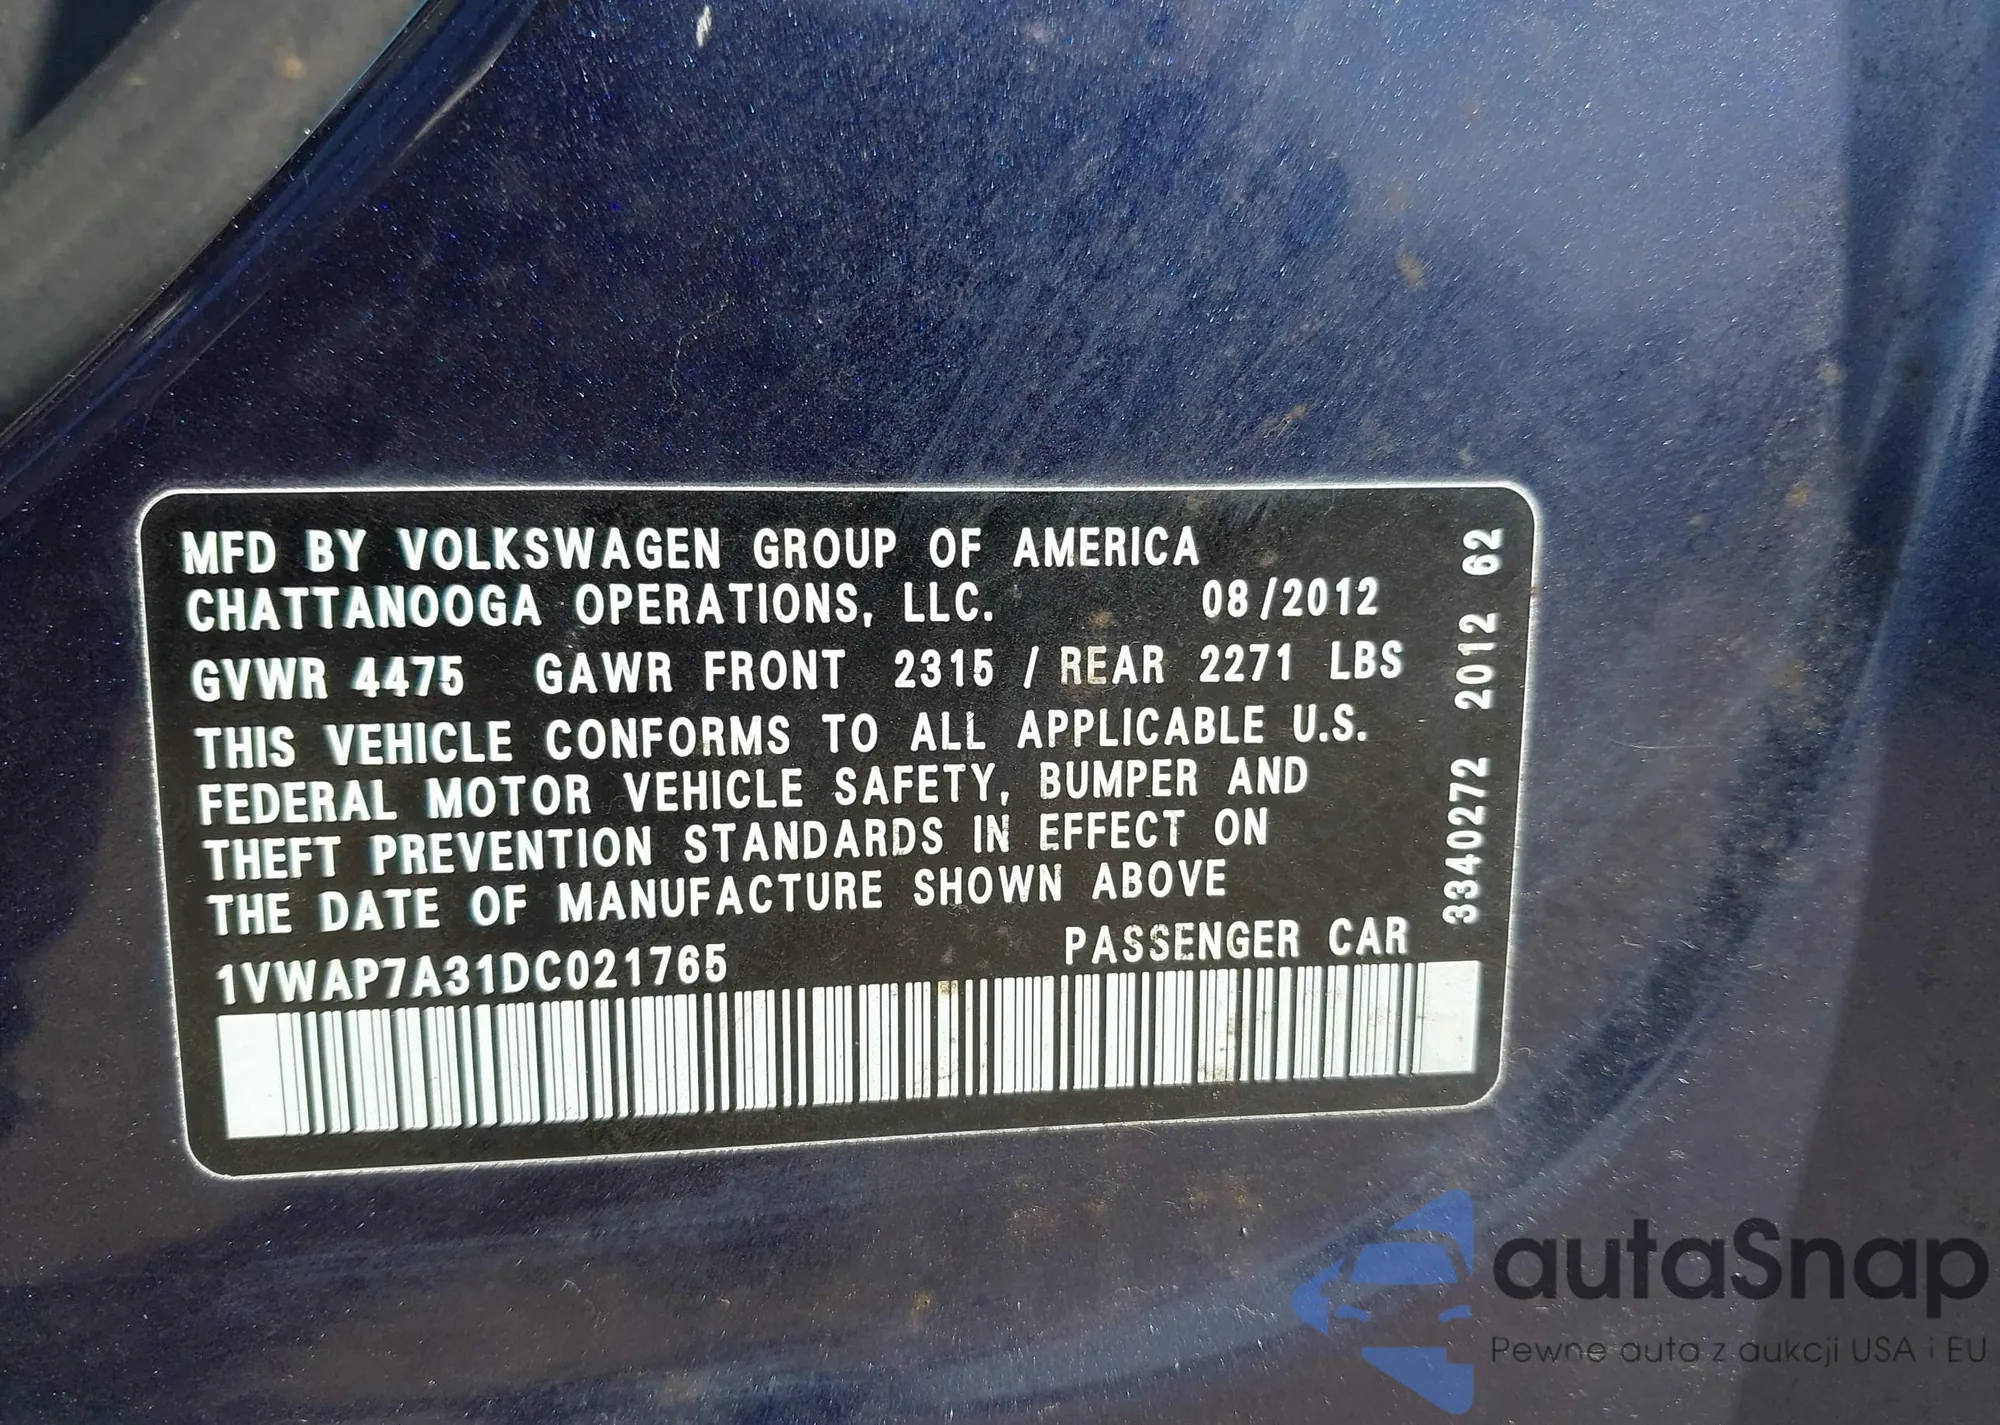 MFD BY VOLKSWAGEN GROUP OF AMERICA
CHATTANOOGA OPERATIONS, LLC. 08/2012
GVWR 4475 GAWR FRONT 2315 / REAR 2271 LBS
THIS VEHICLE CONFORMS TO ALL APPLICABLE U.S.
FEDERAL MOTOR VEHICLE SAFETY, BUMPER AND
THEFT PREVENTION STANDARDS IN EFFECT ON
THE DATE OF MANUFACTURE SHOWN ABOVE
1VWAP7A31DC021765 PASSENGER CAR
3340272 2012 62
autaSnap
Pewne auta z aukcji USA i EU